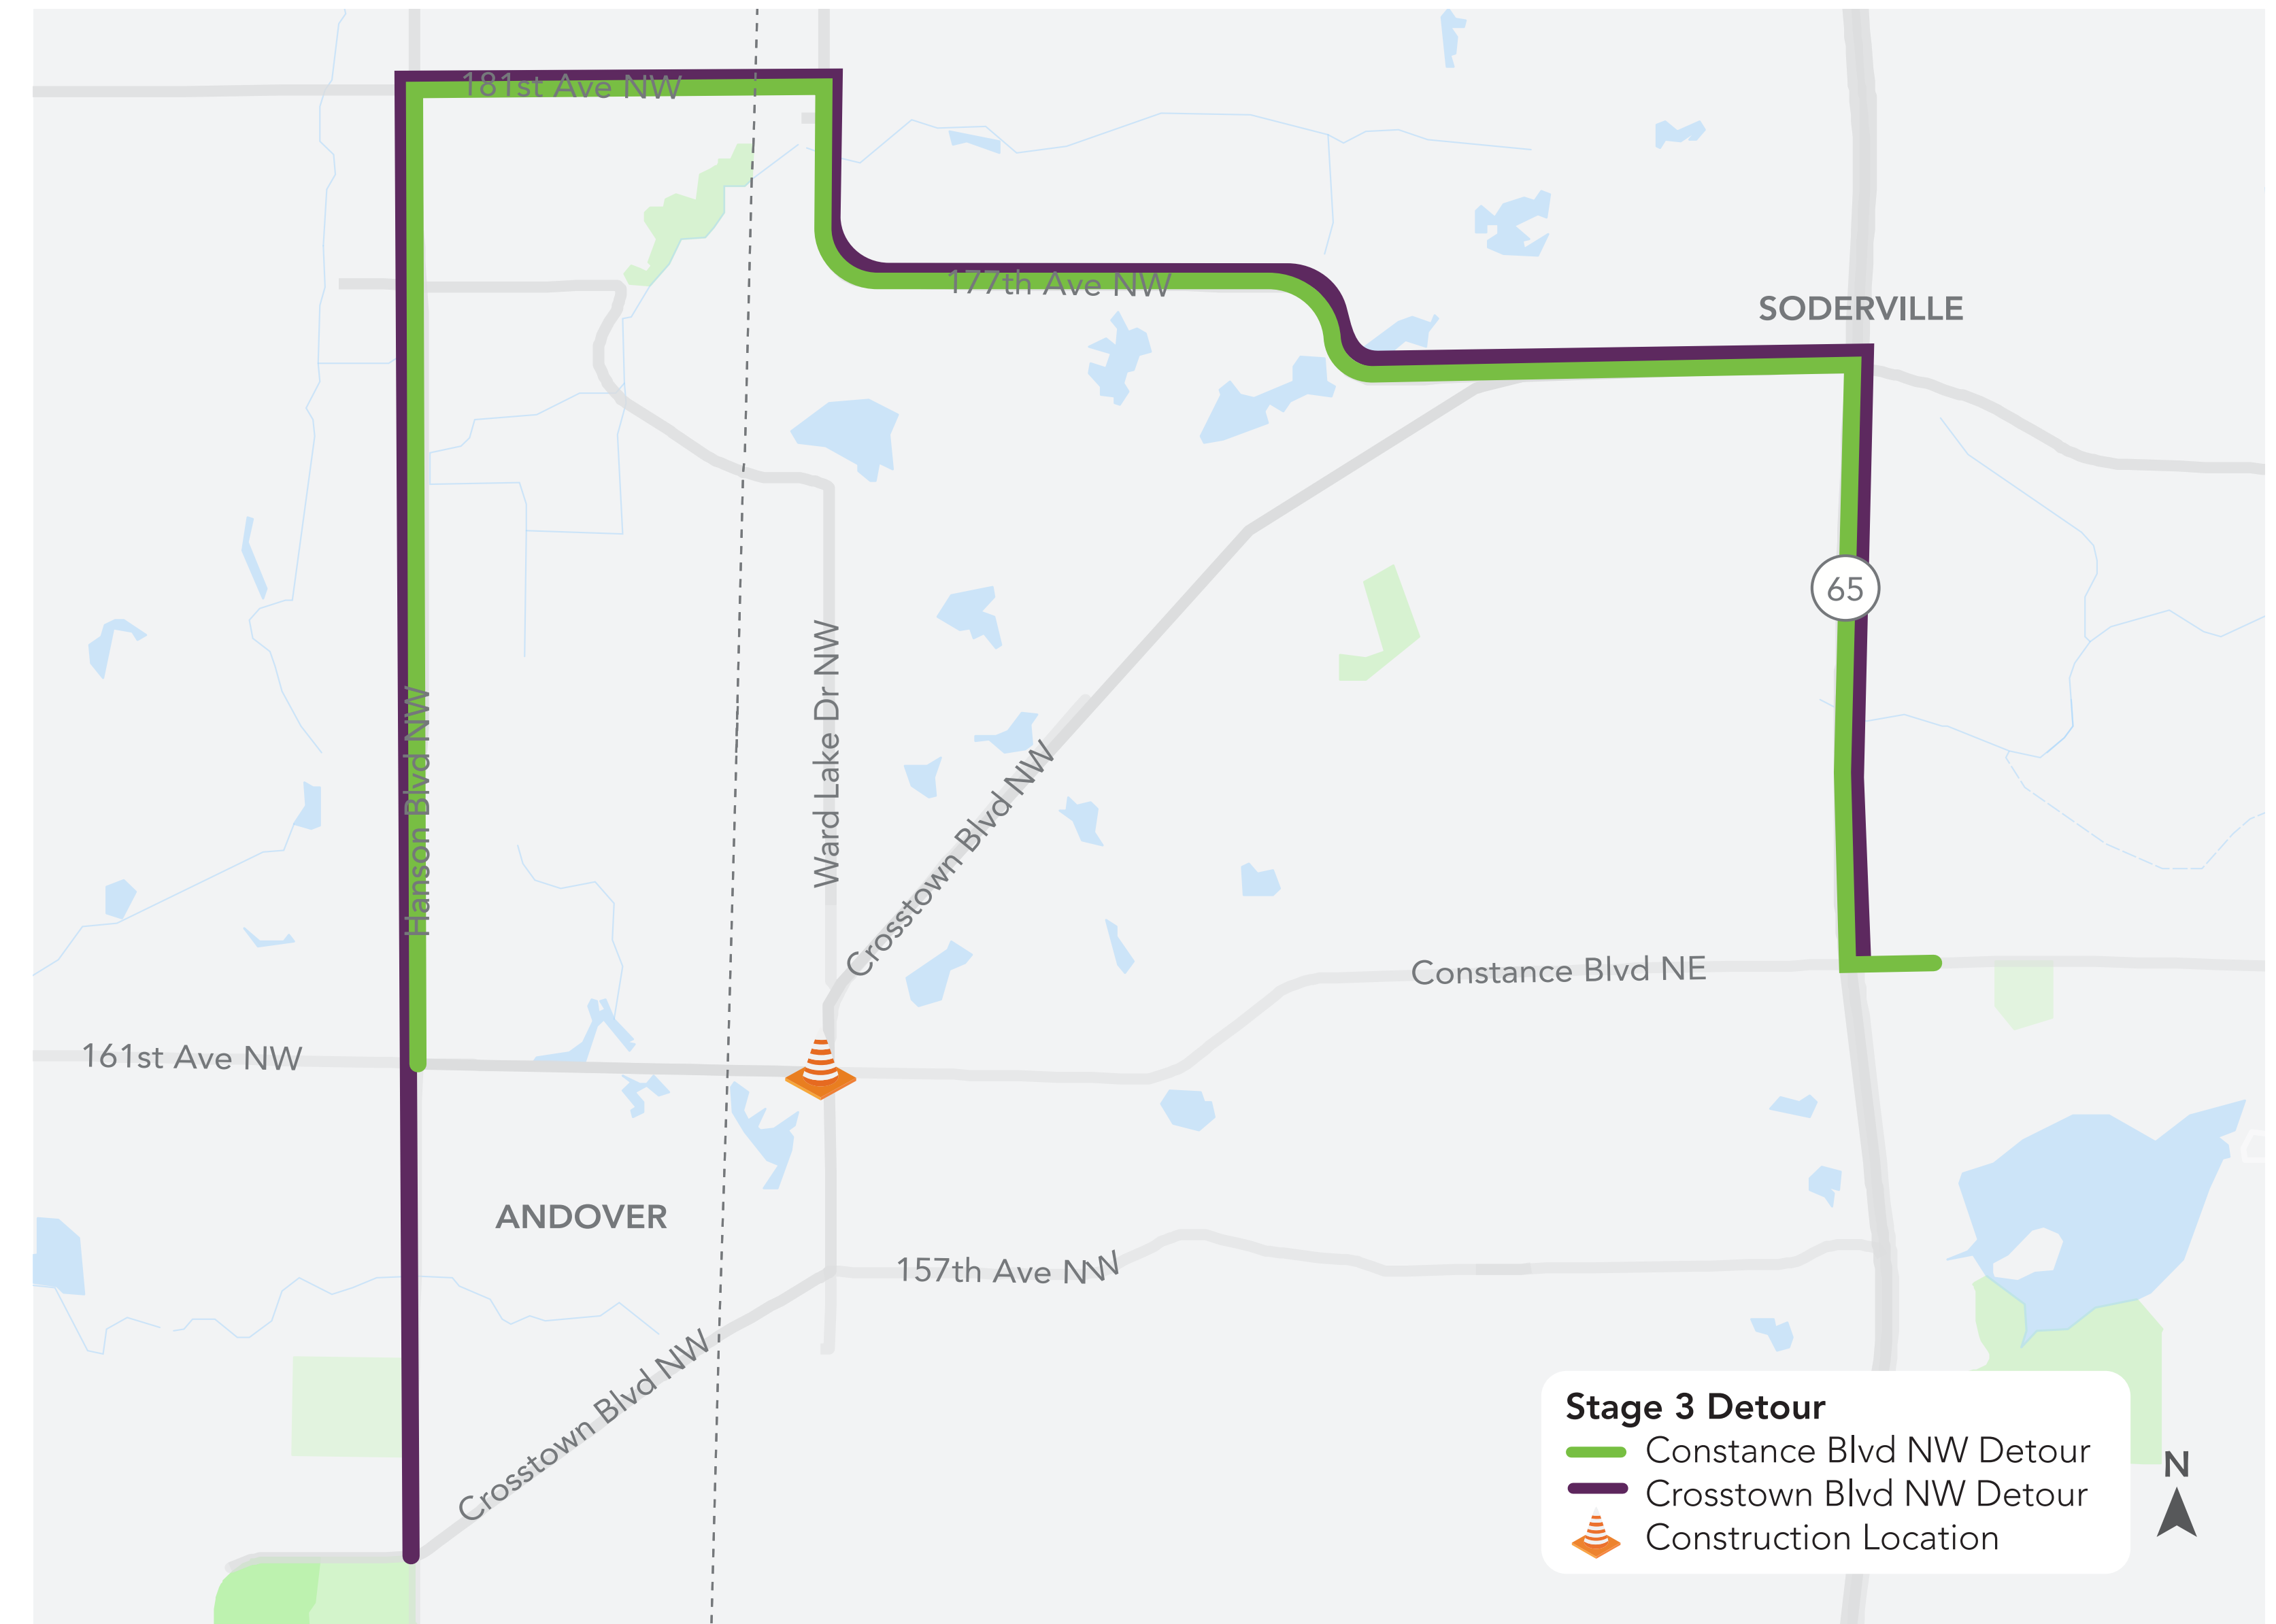 181st Ave NW
177th Ave NW
SODERVILLE
65
Hanson Blvd NW
Ward Lake Dr NW
Crosstown Blvd NW
Constance Blvd NE
161st Ave NW
ANDOVER
157th Ave NW
Crosstown Blvd NW
Stage 3 Detour
Constance Blvd NW Detour
Crosstown Blvd NW Detour
Construction Location
N